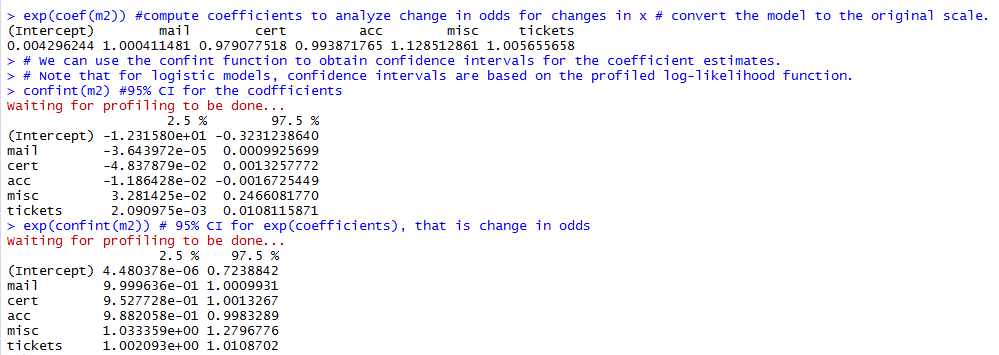 > exp(coef(m2)) #compute coefficients to analyze change in odds for changes in x # convert the model to the original scale.
(Intercept) mail cert acc misc tickets
0.004296244 1.000411481 0.979077518 0.993871765 1.128512861 1.005655658
> # We can use the confint function to obtain confidence intervals for the coefficient estimates.
> # Note that for logistic models, confidence intervals are based on the profiled log-likelihood function.
> confint(m2) #95% CI for the codfficients
Waiting for profiling to be done...
2.5 % 97.5 %
(Intercept) -1.231580e+01 -0.3231238640
mail -3.643972e-05 0.0009925699
cert -4.837879e-02 0.0013257772
acc -1.186428e-02 -0.0016725449
misc 3.281425e-02 0.2466081770
tickets 2.090975e-03 0.0108115871
> exp(confint(m2)) # 95% CI for exp(coefficients), that is change in odds
Waiting for profiling to be done...
2.5 % 97.5 %
(Intercept) 4.480378e-06 0.7238842
mail 9.999636e-01 1.0009931
cert 9.527728e-01 1.0013267
acc 9.882058e-01 0.9983289
misc 1.033359e+00 1.2796776
tickets 1.002093e+00 1.0108702